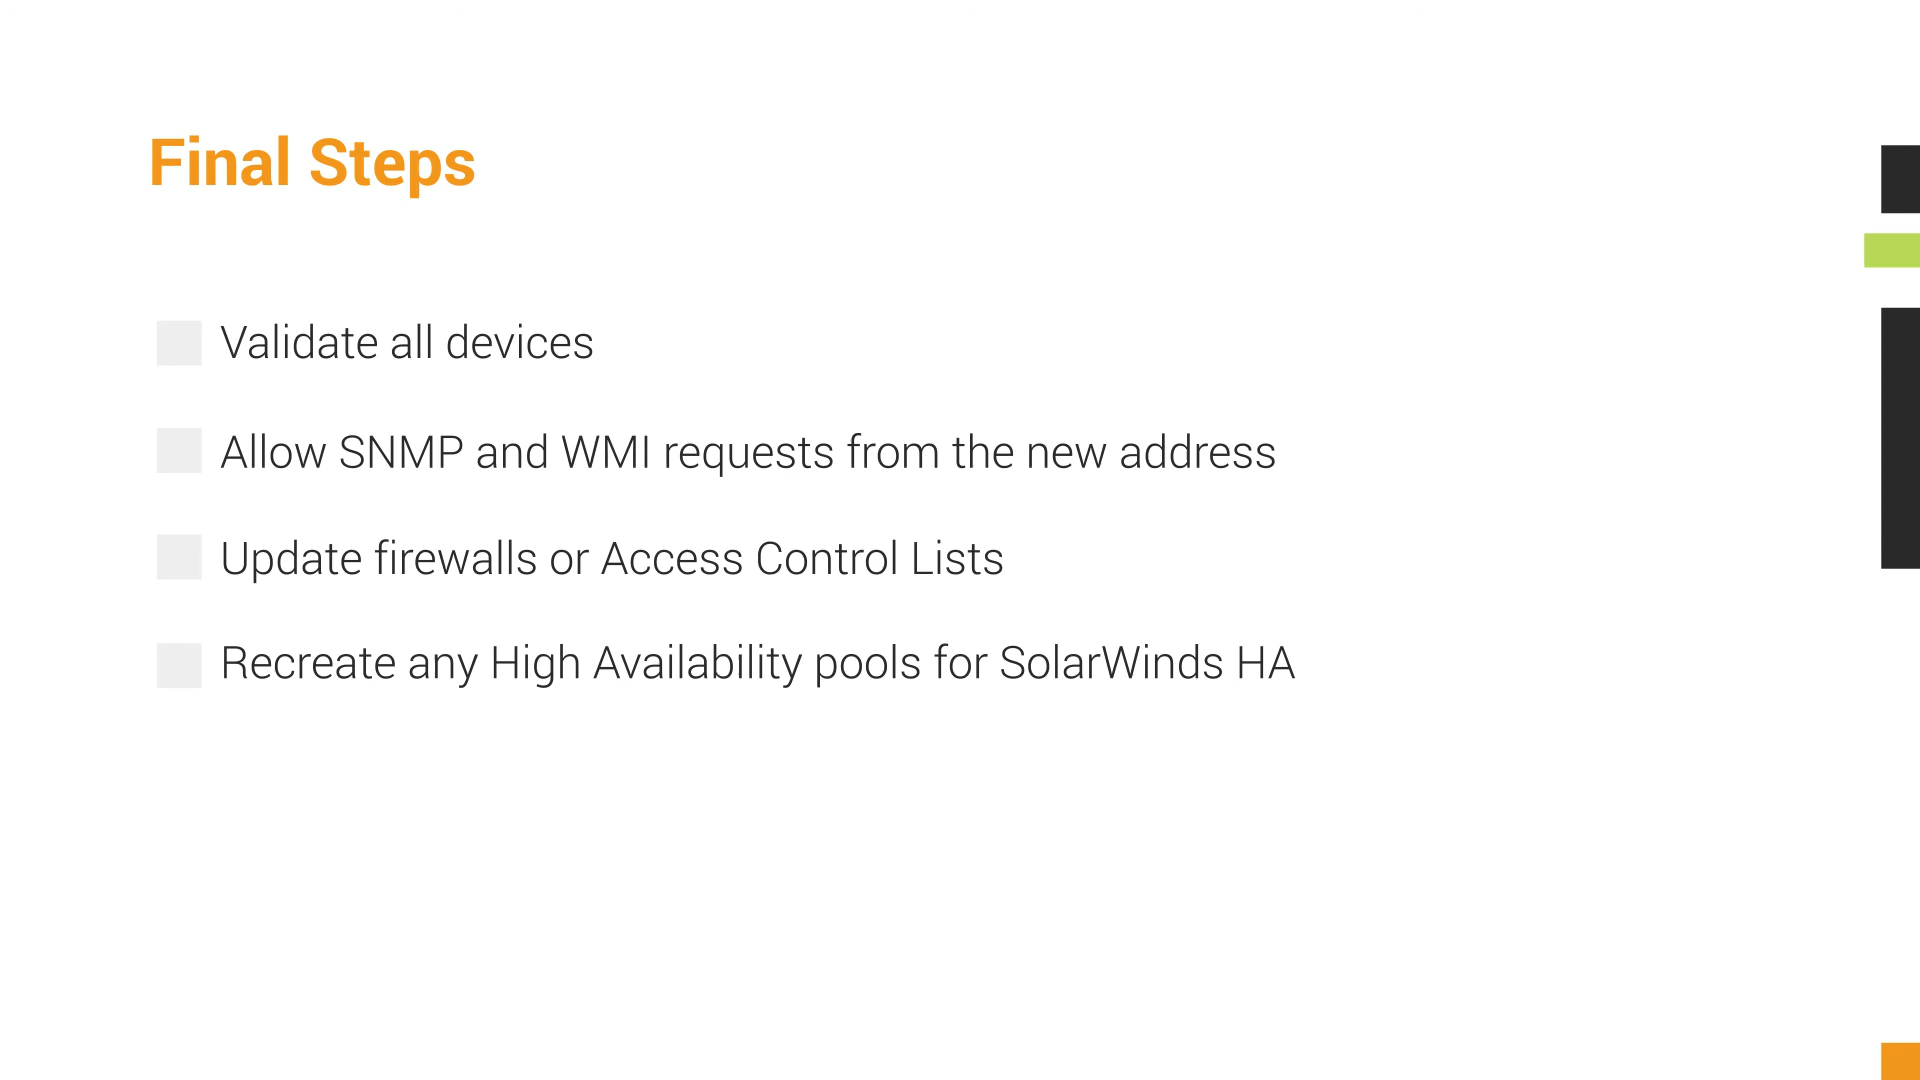 Final Steps
Validate all devices
Allow SNMP and WMI requests from the new address
Update firewalls or Access Control Lists
Recreate any High Availability pools for SolarWinds HA